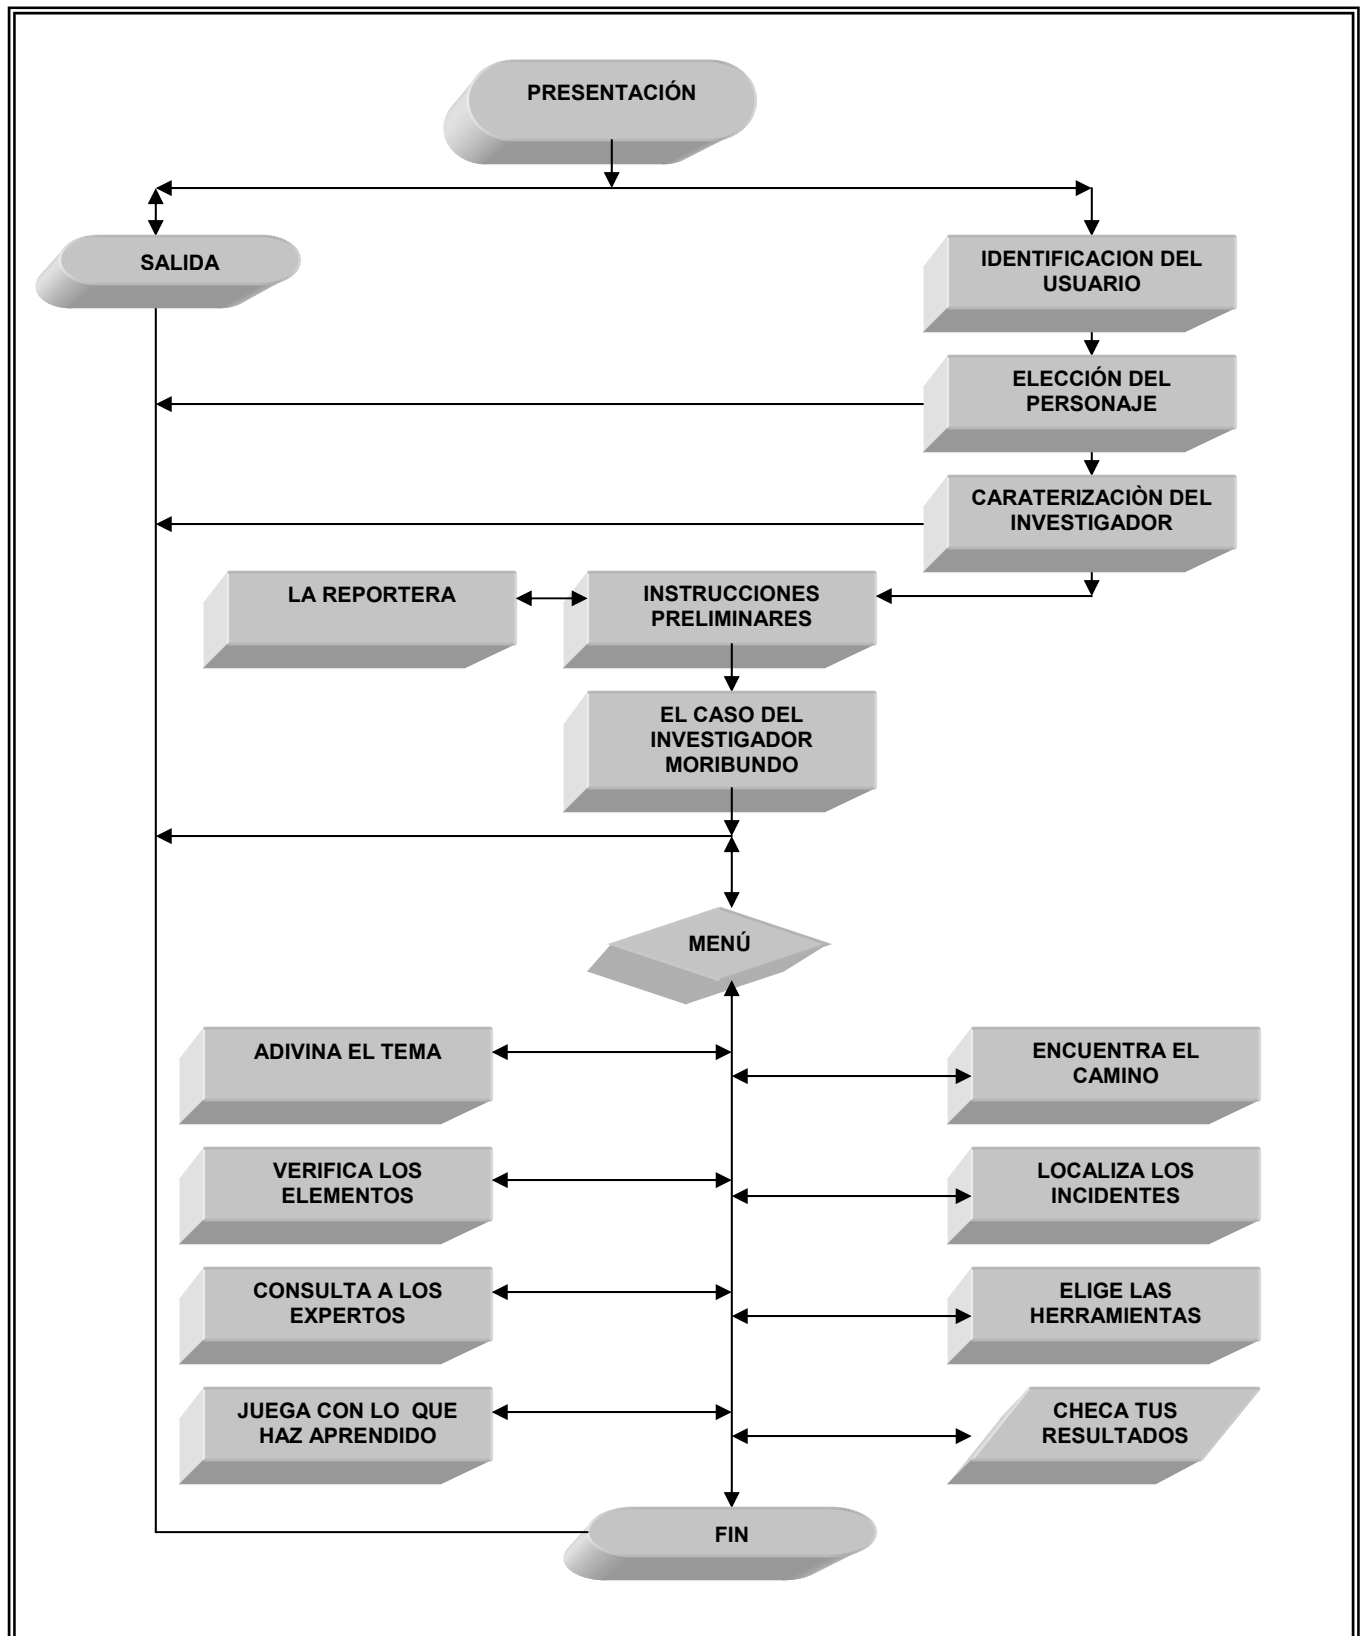 PRESENTACIÓN
SALIDA
IDENTIFICACION DEL
USUARIO
ELECCIÓN DEL
PERSONAJE
CARATERIZACIÒN DEL
INVESTIGADOR
LA REPORTERA
INSTRUCCIONES
PRELIMINARES
EL CASO DEL
INVESTIGADOR
MORIBUNDO
MENÚ
ADIVINA EL TEMA
ENCUENTRA EL
CAMINO
VERIFICA LOS
ELEMENTOS
LOCALIZA LOS
INCIDENTES
CONSULTA A LOS
EXPERTOS
ELIGE LAS
HERRAMIENTAS
JUEGA CON LO  QUE
HAZ APRENDIDO
CHECA TUS
RESULTADOS
FIN